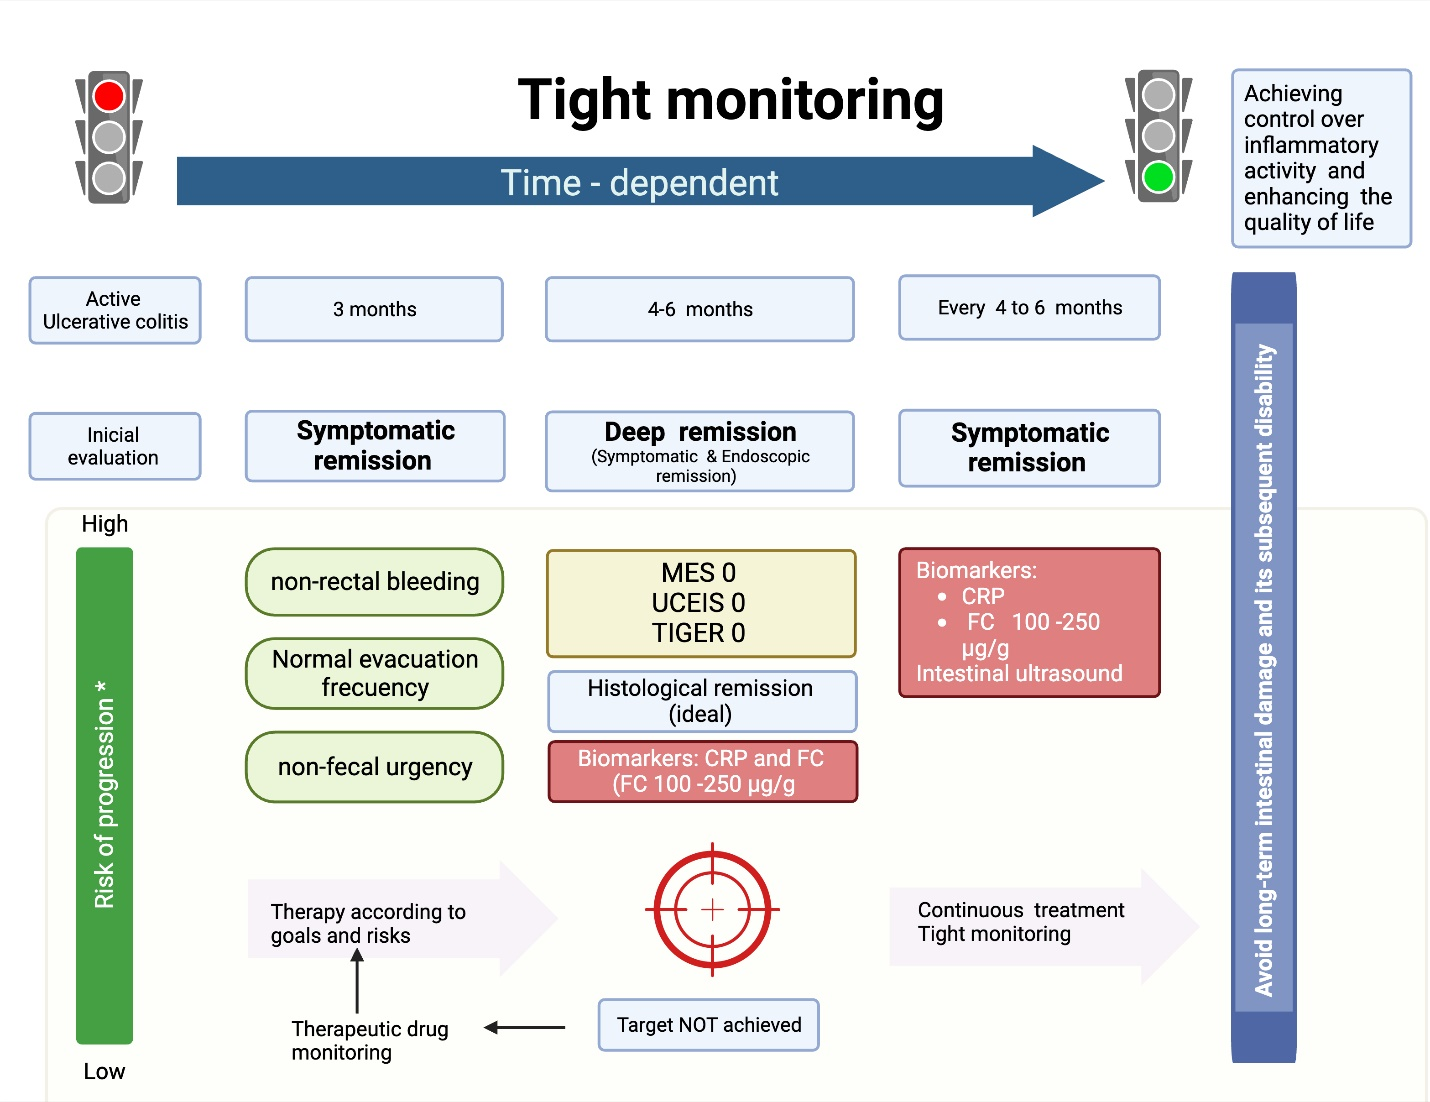 Tight monitoring
Time - dependent
Achieving
control over
inflammatory
activity and
enhancing the
quality of life
Active
Ulcerative colitis
3 months
4-6 months
Every 4 to 6 months
Inicial
evaluation
Symptomatic
remission
Deep remission
(Symptomatic & Endoscopic
remission)
Symptomatic
remission
High
Risk of progression *
Low
non-rectal bleeding
Normal evacuation
frecuency
non-fecal urgency
MES 0
UCEIS 0
TIGER 0
Histological remission
(ideal)
Biomarkers: CRP and FC
(FC 100 -250 µg/g
Biomarkers:
• CRP
• FC 100 -250
µg/g
Intestinal ultrasound
Therapy according to
goals and risks
Continuous treatment
Tight monitoring
Therapeutic drug
monitoring
Target NOT achieved
Avoid long-term intestinal damage and its subsequent disability